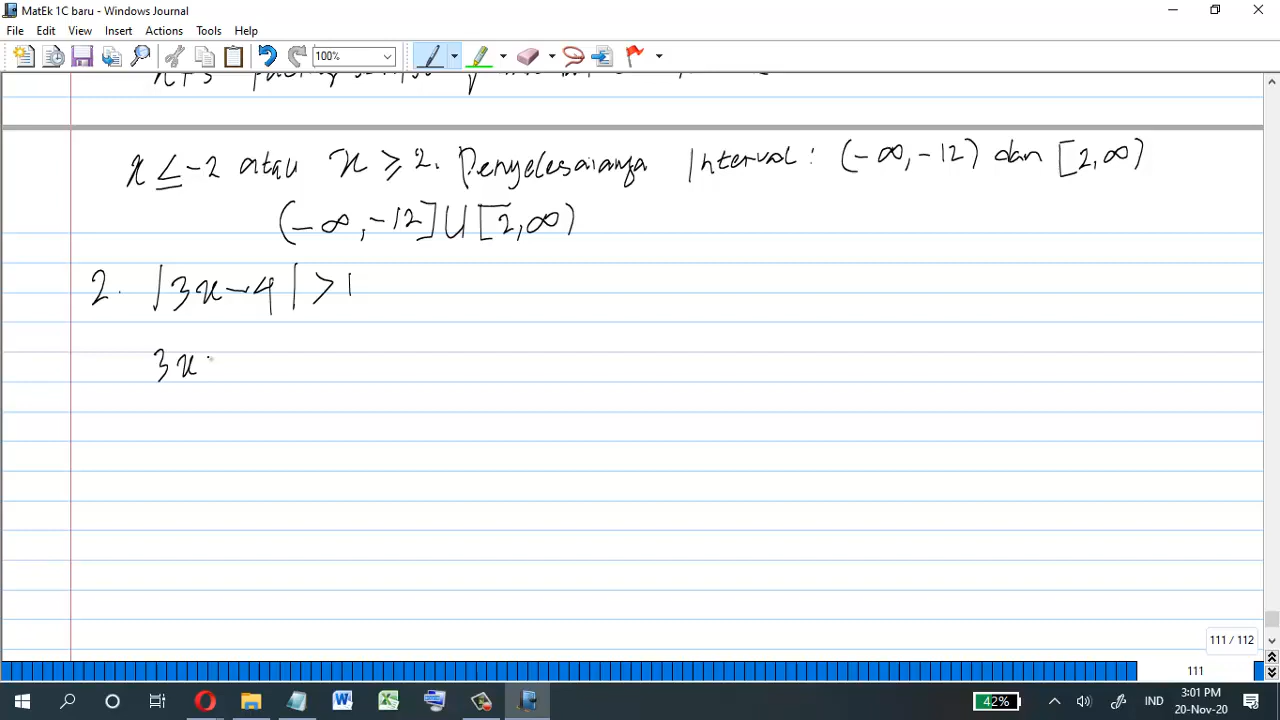 MatEk 1C baru - Windows Journal
File Edit View Insert Actions Tools Help
100%
x ≤ -2 atau x ≥ 2. Penyelesaianya Interval : (-∞, -12) dan [2, ∞)
(-∞, -12] U [2, ∞)
2. |3x - 4| > 1
3x
111 / 112
111
42% IND 3:01 PM
20-Nov-20